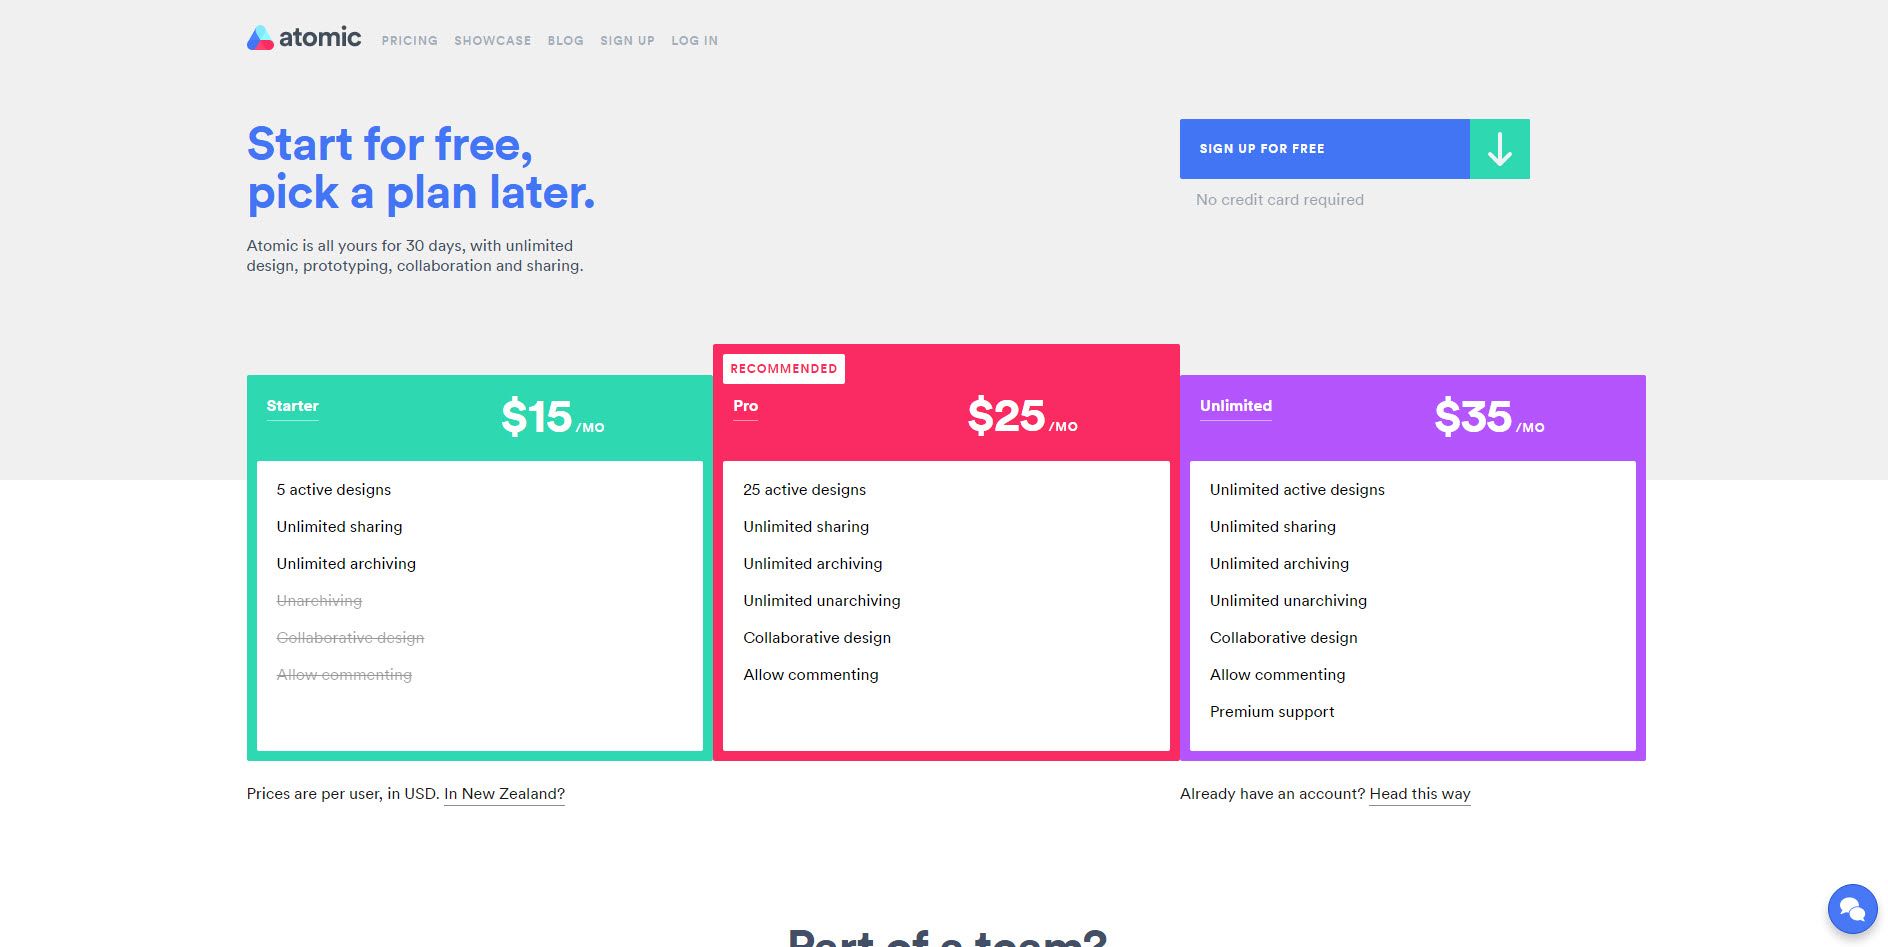 atomic
PRICING SHOWCASE BLOG SIGN UP LOG IN
Start for free,
pick a plan later.
Atomic is all yours for 30 days, with unlimited
design, prototyping, collaboration and sharing.
SIGN UP FOR FREE
No credit card required
Starter
$15 /MO
5 active designs
Unlimited sharing
Unlimited archiving
Unarchiving
Collaborative design
Allow commenting
RECOMMENDED
Pro
$25 /MO
25 active designs
Unlimited sharing
Unlimited archiving
Unlimited unarchiving
Collaborative design
Allow commenting
Unlimited
$35 /MO
Unlimited active designs
Unlimited sharing
Unlimited archiving
Unlimited unarchiving
Collaborative design
Allow commenting
Premium support
Prices are per user, in USD. In New Zealand?
Already have an account? Head this way
Part of a team?